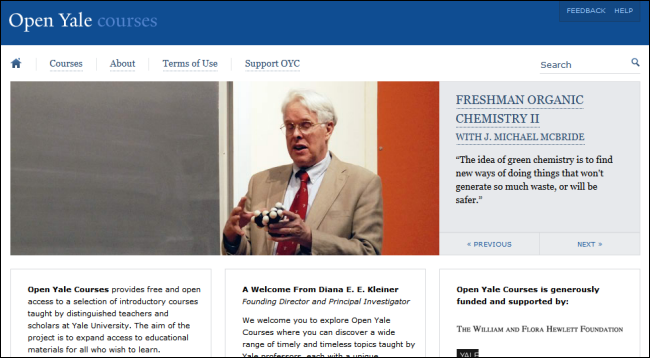 Open Yale courses
FEEDBACK HELP
Courses About Terms of Use Support OYC
Search
FRESHMAN ORGANIC
CHEMISTRY II
WITH J. MICHAEL MCBRIDE
“The idea of green chemistry is to find
new ways of doing things that won’t
generate so much waste, or will be
safer.”
« PREVIOUS NEXT »
Open Yale Courses provides free and open
access to a selection of introductory courses
taught by distinguished teachers and
scholars at Yale University. The aim of the
project is to expand access to educational
materials for all who wish to learn.
A Welcome From Diana E. E. Kleiner
Founding Director and Principal Investigator
We welcome you to explore Open Yale
Courses where you can discover a wide
range of timely and timeless topics taught by
Yale professors, each with a unique
Open Yale Courses is generously
funded and supported by:
THE WILLIAM AND FLORA HEWLETT FOUNDATION
YALE